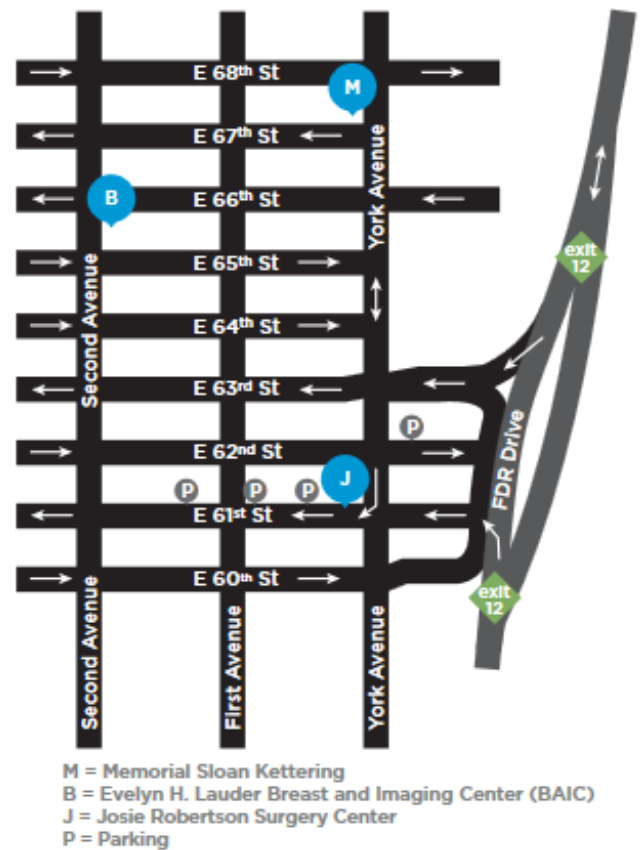 E 68th St
M
E 67th St
York Avenue
B
E 66th St
exit
12
E 65th St
Second Avenue
E 64th St
E 63rd St
P
E 62nd St
J
FDR Drive
P
P
P
E 61st St
E 60th St
exit
12
Second Avenue
First Avenue
York Avenue
M = Memorial Sloan Kettering
B = Evelyn H. Lauder Breast and Imaging Center (BAIC)
J = Josie Robertson Surgery Center
P = Parking